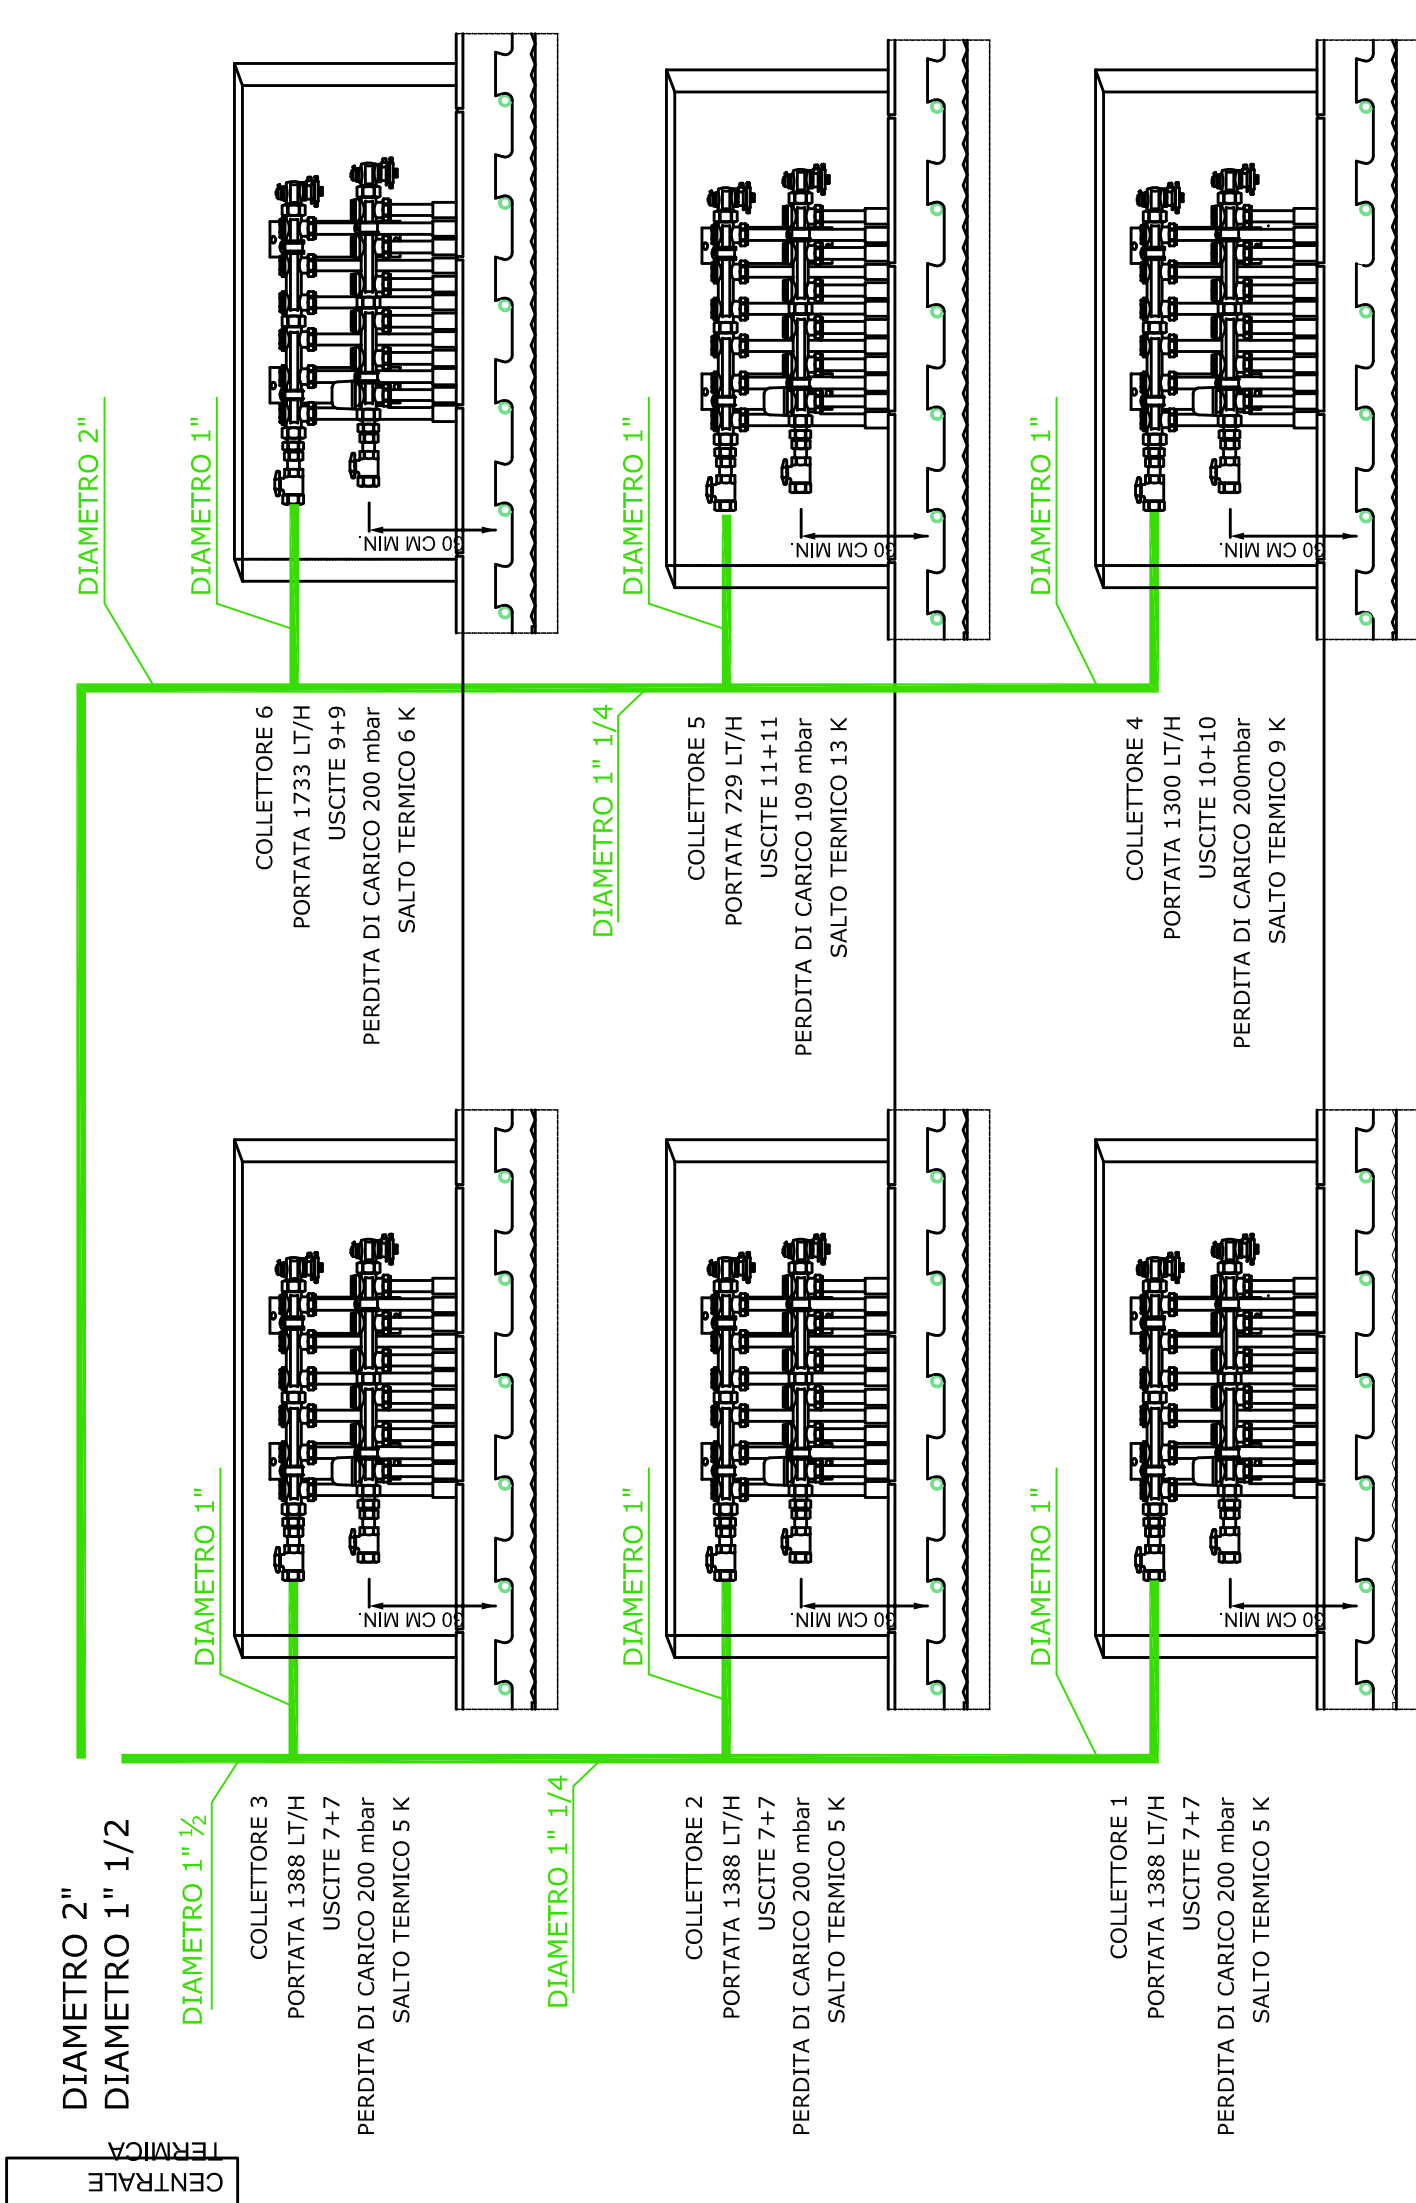 DIAMETRO 2"
DIAMETRO 1" 1/2
CENTRALE
TERMICA
DIAMETRO 2"
DIAMETRO 1" ½
DIAMETRO 1"
COLLETTORE 3
PORTATA 1388 LT/H
USCITE 7+7
PERDITA DI CARICO 200 mbar
SALTO TERMICO 5 K
30 CM MIN.
DIAMETRO 1"
COLLETTORE 6
PORTATA 1733 LT/H
USCITE 9+9
PERDITA DI CARICO 200 mbar
SALTO TERMICO 6 K
30 CM MIN.
DIAMETRO 1" 1/4
DIAMETRO 1"
COLLETTORE 2
PORTATA 1388 LT/H
USCITE 7+7
PERDITA DI CARICO 200 mbar
SALTO TERMICO 5 K
30 CM MIN.
DIAMETRO 1" 1/4
DIAMETRO 1"
COLLETTORE 5
PORTATA 729 LT/H
USCITE 11+11
PERDITA DI CARICO 109 mbar
SALTO TERMICO 13 K
30 CM MIN.
DIAMETRO 1"
COLLETTORE 1
PORTATA 1388 LT/H
USCITE 7+7
PERDITA DI CARICO 200 mbar
SALTO TERMICO 5 K
30 CM MIN.
DIAMETRO 1"
COLLETTORE 4
PORTATA 1300 LT/H
USCITE 10+10
PERDITA DI CARICO 200mbar
SALTO TERMICO 9 K
30 CM MIN.